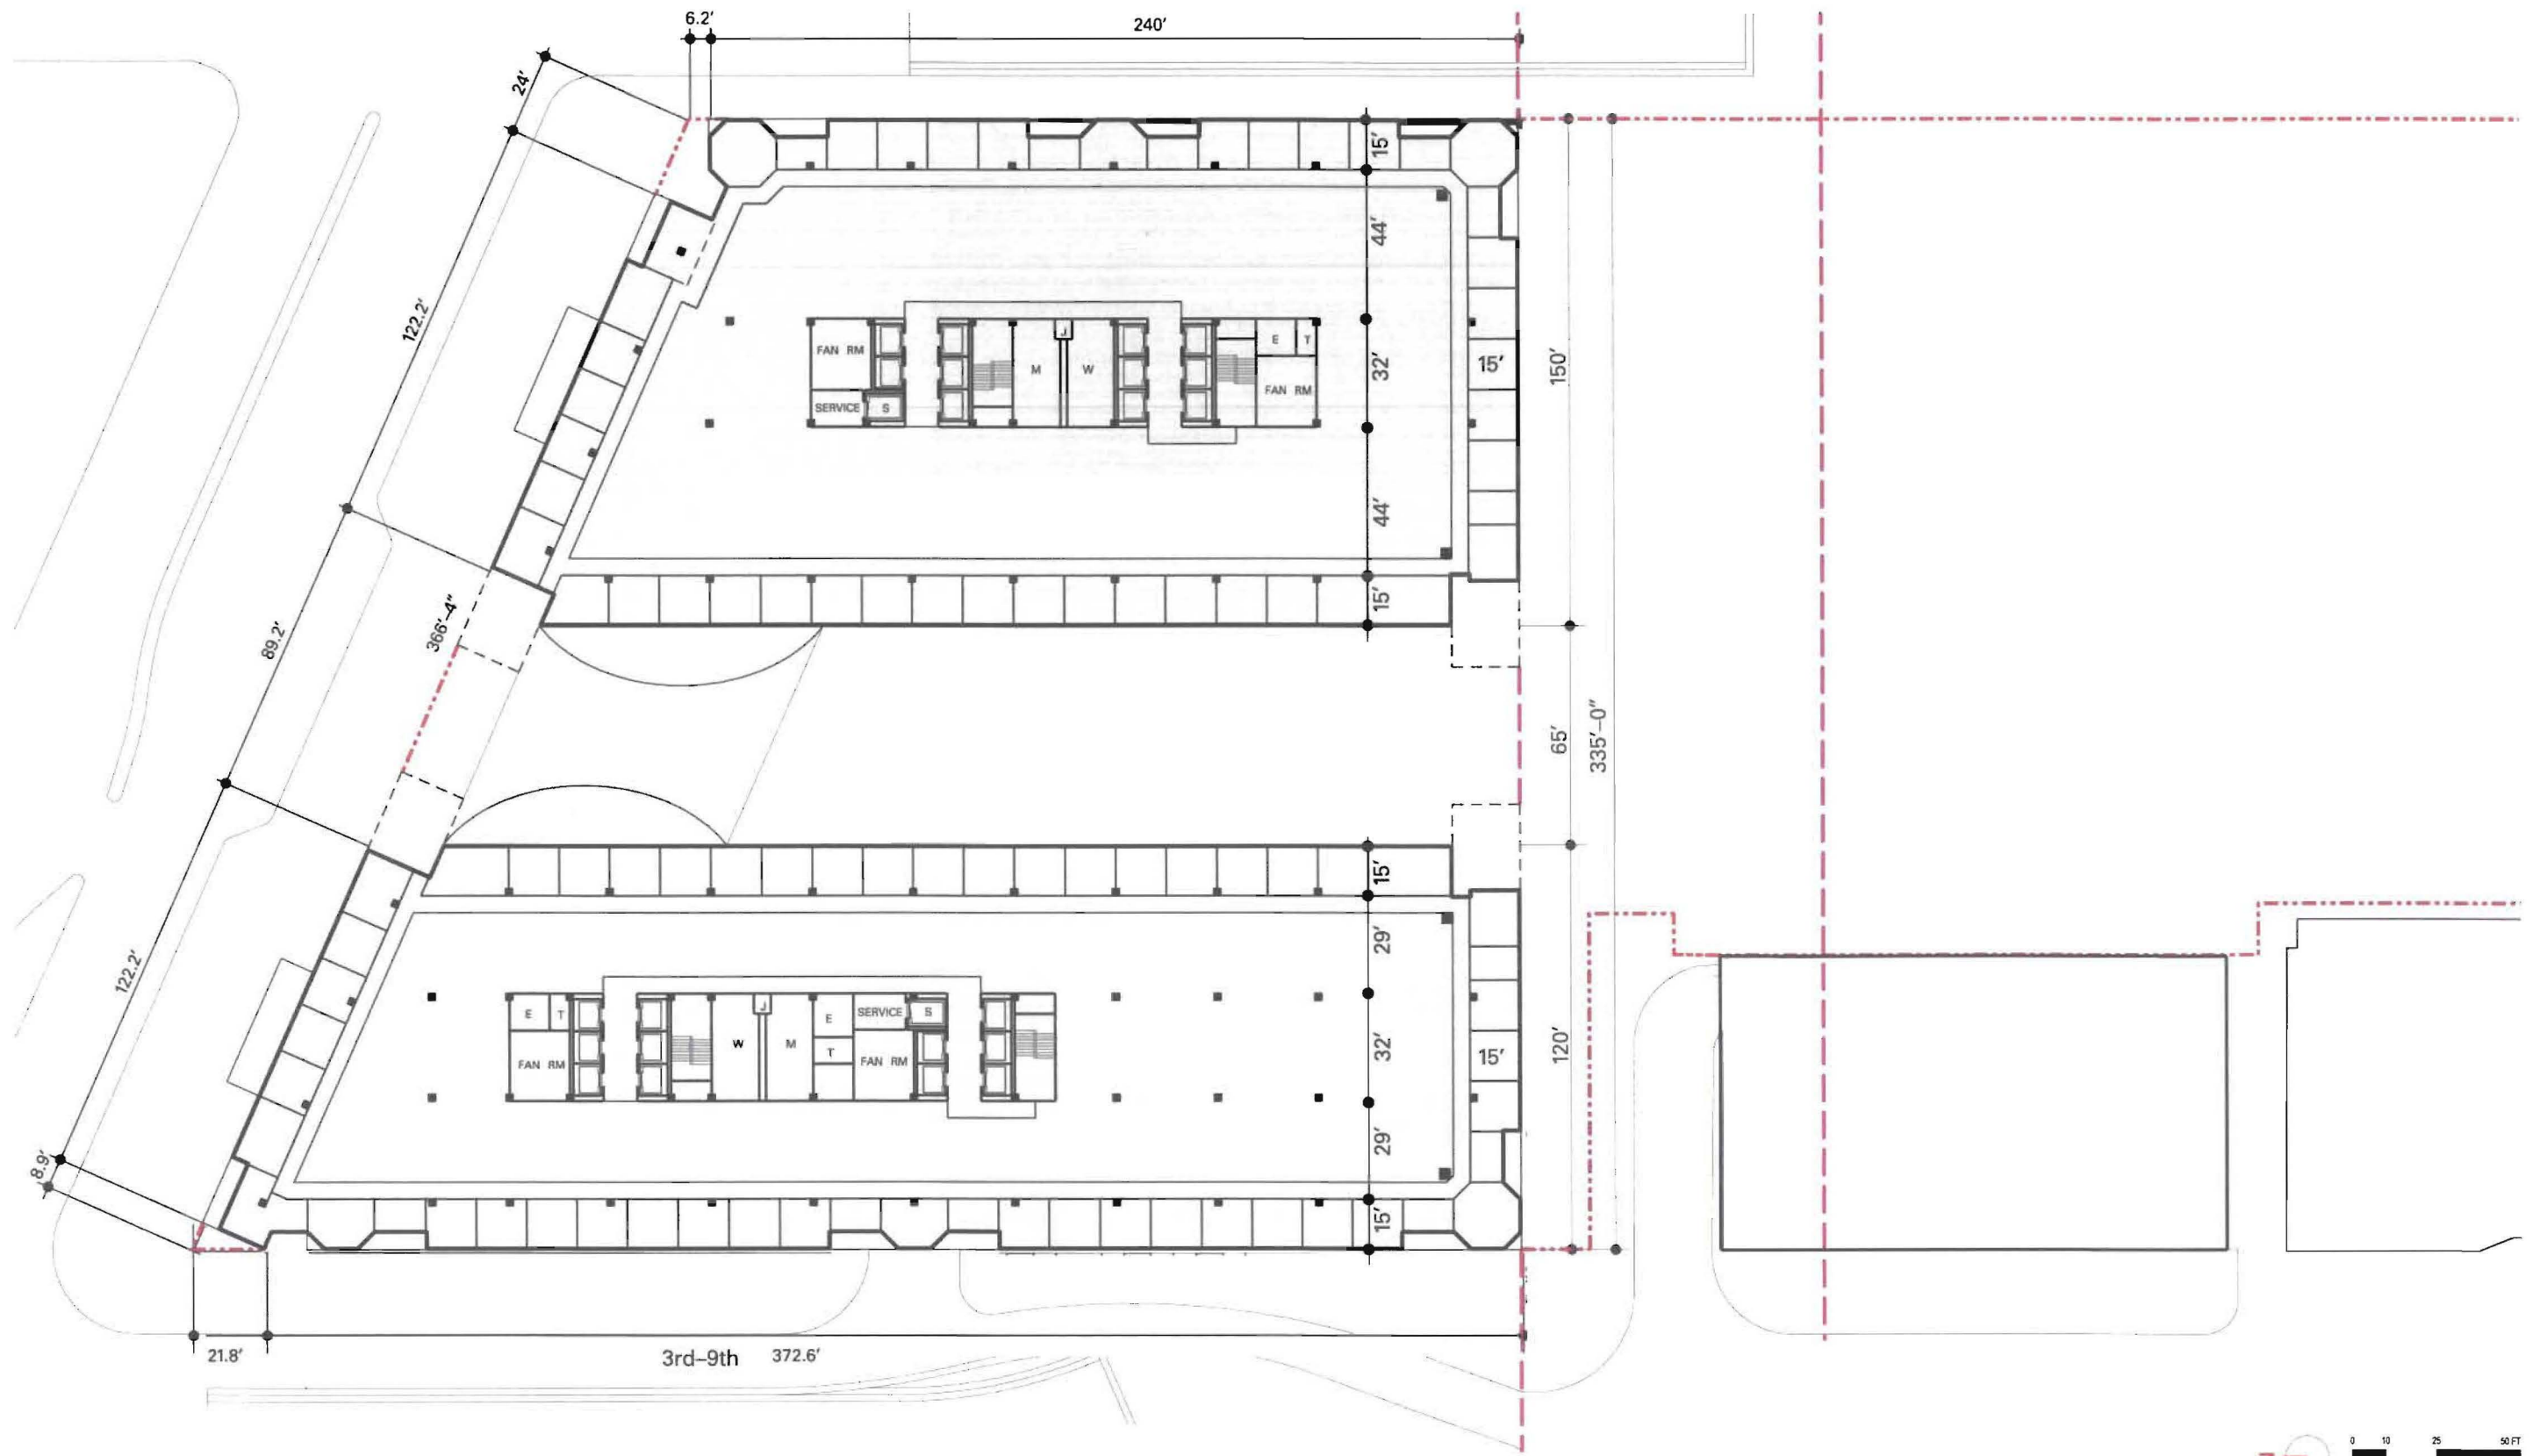 6.2'
240'
24'
15'
44'
122.2'
FAN RM
J
M
W
E
T
32'
15'
150'
FAN RM
SERVICE
S
44'
366'-4"
15'
89.2'
65'
335'-0"
15'
29'
122.2'
E
T
J
E
SERVICE
S
W
M
T
FAN RM
FAN RM
32'
15'
120'
29'
8.9'
15'
21.8'
3rd-9th 372.6'
0 10 25 50 FT